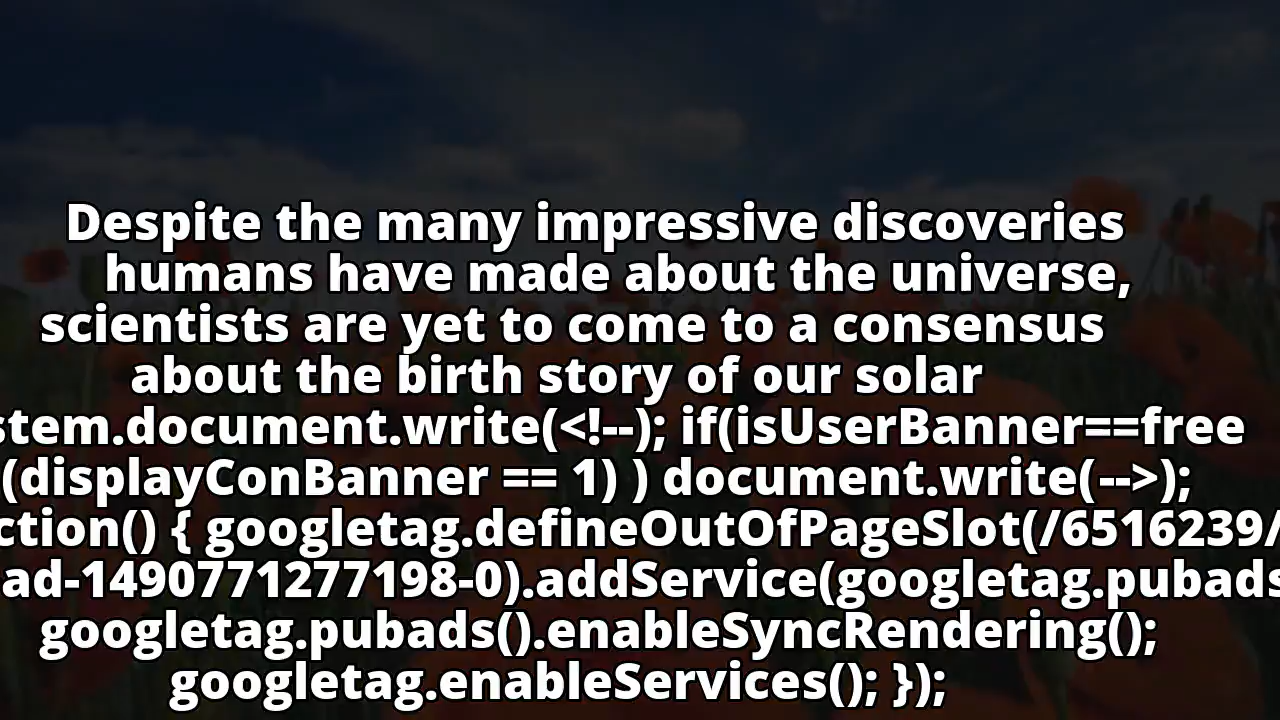 Despite the many impressive discoveries
humans have made about the universe,
scientists are yet to come to a consensus
about the birth story of our solar
stem.document.write(<!--); if(isUserBanner==free
(displayConBanner == 1) ) document.write(-->);
ction() { googletag.defineOutOfPageSlot(/6516239/
ad-1490771277198-0).addService(googletag.pubads
googletag.pubads().enableSyncRendering();
googletag.enableServices(); });